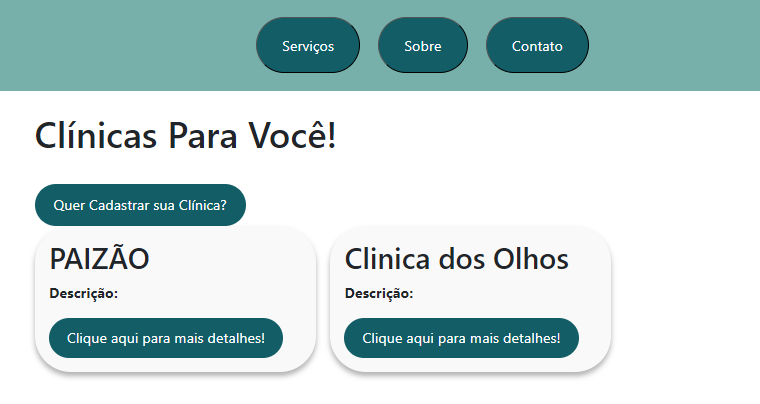 Serviços Sobre Contato
Clínicas Para Você!
Quer Cadastrar sua Clínica?
PAIZÃO
Descrição:
Clique aqui para mais detalhes!
Clinica dos Olhos
Descrição:
Clique aqui para mais detalhes!